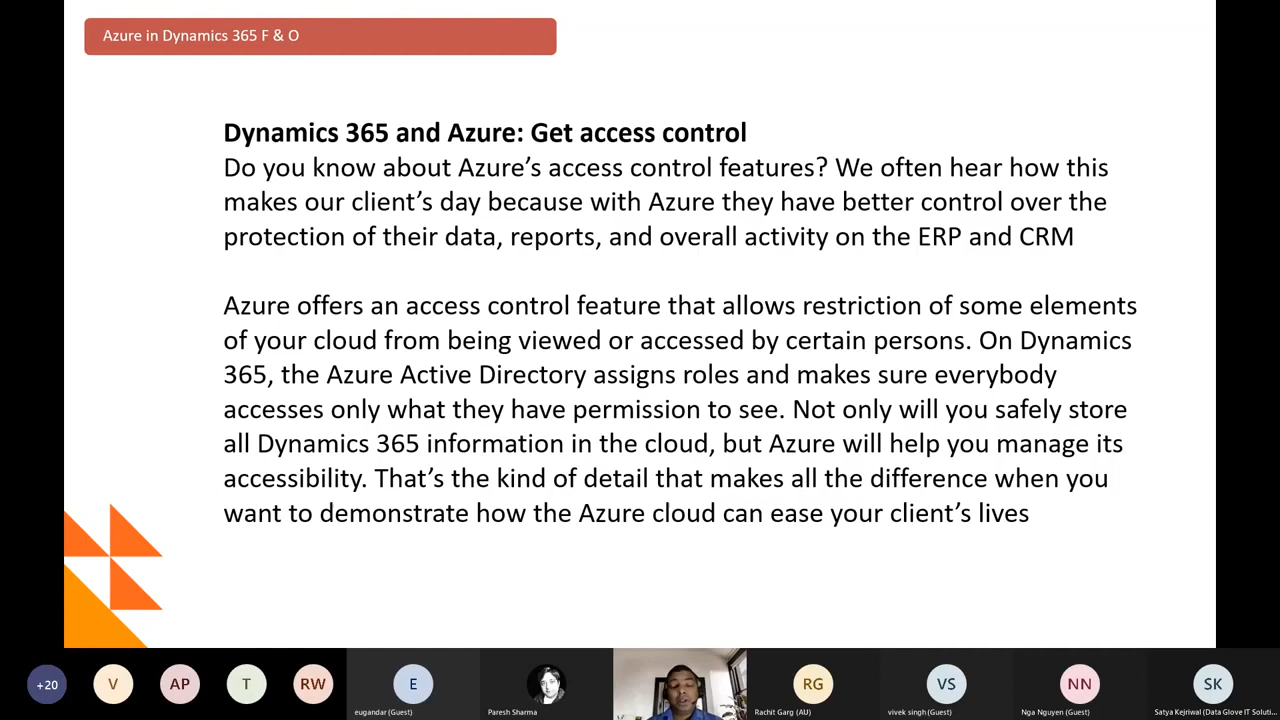 Azure in Dynamics 365 F & O
Dynamics 365 and Azure: Get access control
Do you know about Azure’s access control features? We often hear how this
makes our client’s day because with Azure they have better control over the
protection of their data, reports, and overall activity on the ERP and CRM
Azure offers an access control feature that allows restriction of some elements
of your cloud from being viewed or accessed by certain persons. On Dynamics
365, the Azure Active Directory assigns roles and makes sure everybody
accesses only what they have permission to see. Not only will you safely store
all Dynamics 365 information in the cloud, but Azure will help you manage its
accessibility. That’s the kind of detail that makes all the difference when you
want to demonstrate how the Azure cloud can ease your client’s lives
+20
V
AP
T
RW
E
RG
VS
NN
SK
eugandar (Guest)
Paresh Sharma
Rachit Garg (AU)
vivek singh (Guest)
Nga Nguyen (Guest)
Satya Kejriwal (Data Glove IT Soluti...